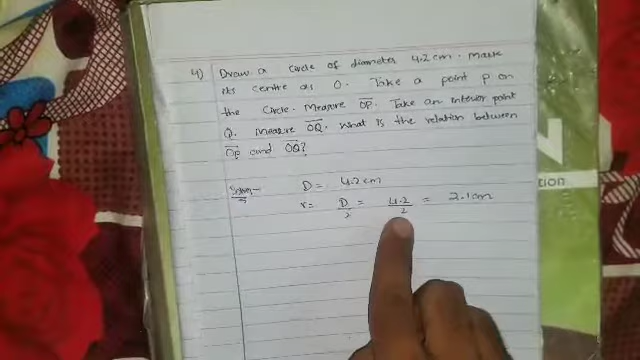 4) Draw a circle of diameter 4.2 cm. Mark
its centre as O. Take a point P on
the circle. Measure OP. Take an interior point
Q. Measure OQ. What is the relation between
OP and OQ?
Soln:-
D = 4.2 cm
r = D/2 = 4.2/2 = 2.1 cm
tion